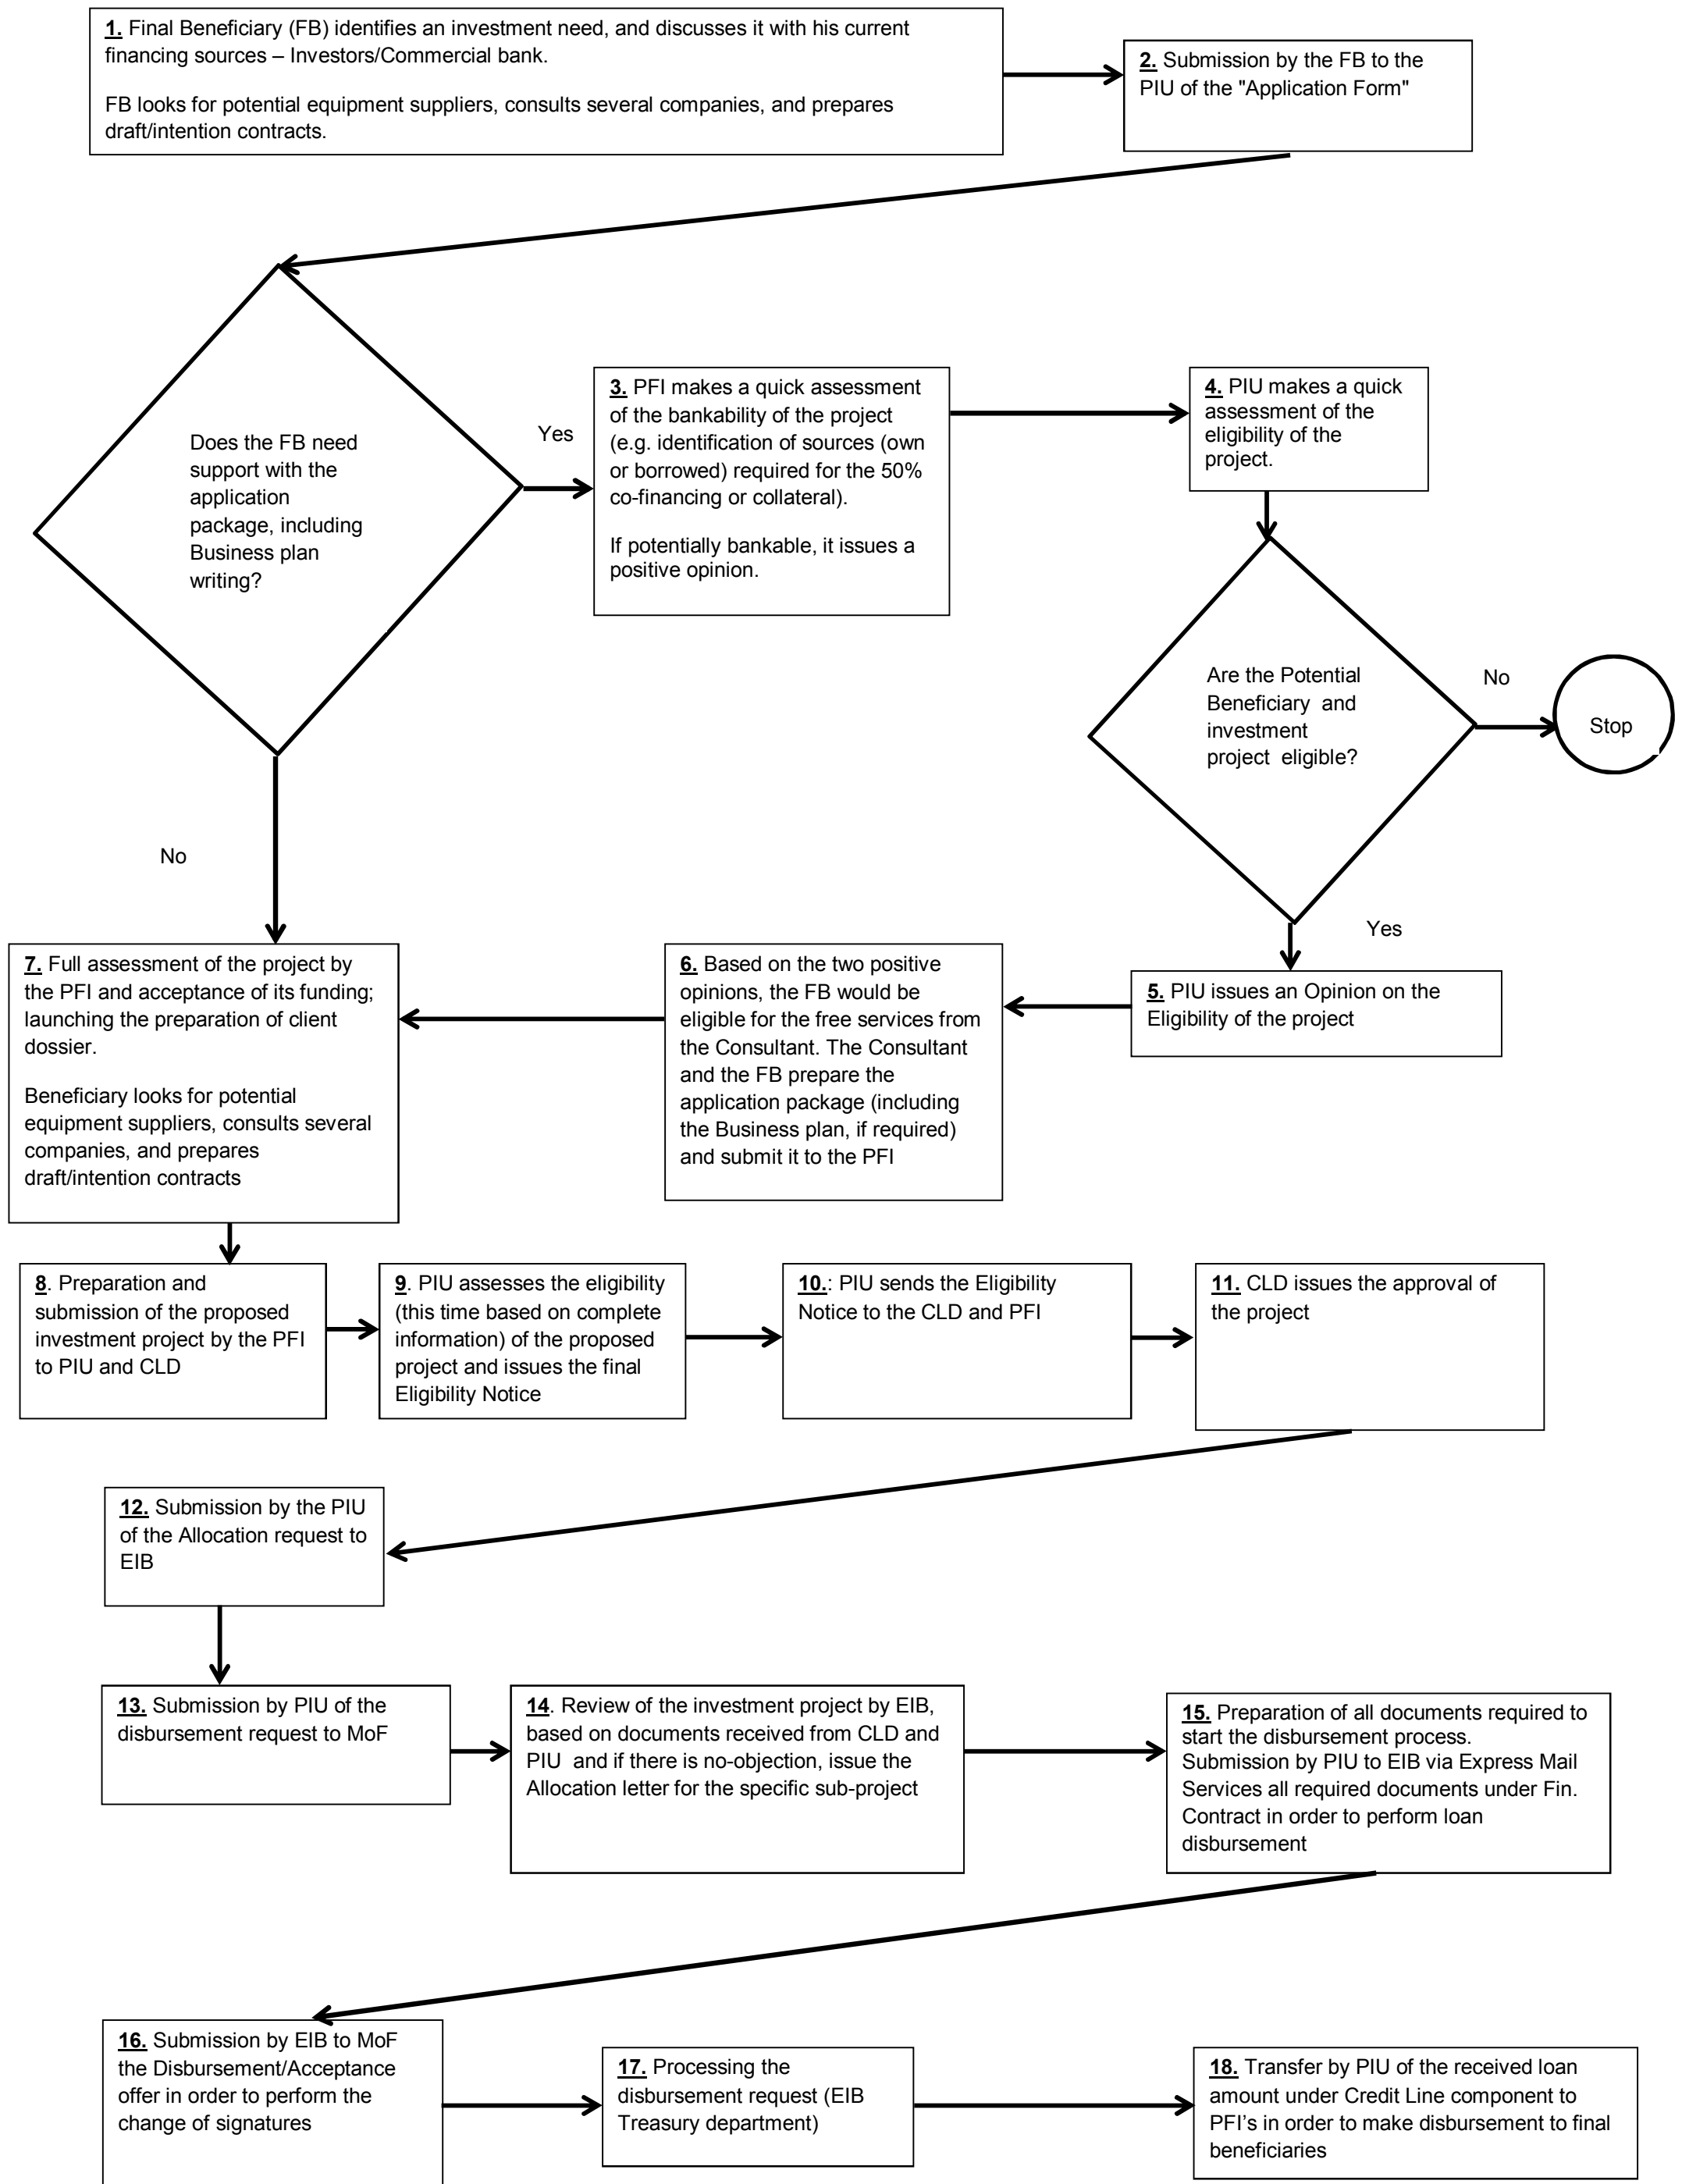 1. Final Beneficiary (FB) identifies an investment need, and discusses it with his current
financing sources – Investors/Commercial bank.
FB looks for potential equipment suppliers, consults several companies, and prepares
draft/intention contracts.
2. Submission by the FB to the
PIU of the "Application Form"
Does the FB need
support with the
application
package, including
Business plan
writing?
Yes
3. PFI makes a quick assessment
of the bankability of the project
(e.g. identification of sources (own
or borrowed) required for the 50%
co-financing or collateral).
If potentially bankable, it issues a
positive opinion.
4. PIU makes a quick
assessment of the
eligibility of the
project.
Are the Potential
Beneficiary and
investment
project eligible?
No
Stop
No
Yes
5. PIU issues an Opinion on the
Eligibility of the project
6. Based on the two positive
opinions, the FB would be
eligible for the free services from
the Consultant. The Consultant
and the FB prepare the
application package (including
the Business plan, if required)
and submit it to the PFI
7. Full assessment of the project by
the PFI and acceptance of its funding;
launching the preparation of client
dossier.
Beneficiary looks for potential
equipment suppliers, consults several
companies, and prepares
draft/intention contracts
8. Preparation and
submission of the proposed
investment project by the PFI
to PIU and CLD
9. PIU assesses the eligibility
(this time based on complete
information) of the proposed
project and issues the final
Eligibility Notice
10.: PIU sends the Eligibility
Notice to the CLD and PFI
11. CLD issues the approval of
the project
12. Submission by the PIU
of the Allocation request to
EIB
13. Submission by PIU of the
disbursement request to MoF
14. Review of the investment project by EIB,
based on documents received from CLD and
PIU and if there is no-objection, issue the
Allocation letter for the specific sub-project
15. Preparation of all documents required to
start the disbursement process.
Submission by PIU to EIB via Express Mail
Services all required documents under Fin.
Contract in order to perform loan
disbursement
16. Submission by EIB to MoF
the Disbursement/Acceptance
offer in order to perform the
change of signatures
17. Processing the
disbursement request (EIB
Treasury department)
18. Transfer by PIU of the received loan
amount under Credit Line component to
PFI's in order to make disbursement to final
beneficiaries